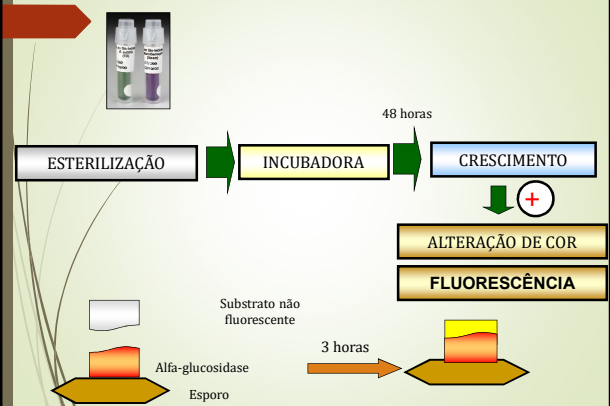 48 horas
ESTERILIZAÇÃO
INCUBADORA
CRESCIMENTO
+
ALTERAÇÃO DE COR
FLUORESCÊNCIA
Substrato não
fluorescente
3 horas
Alfa-glucosidase
Esporo